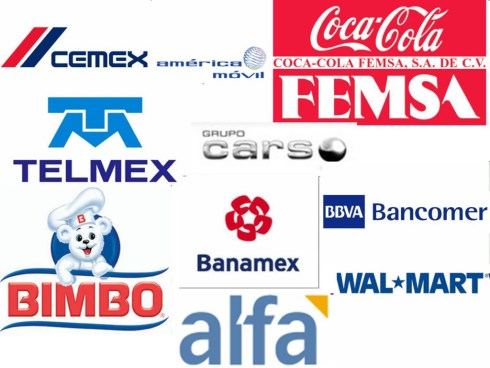 CEMEX
américa
móvil
Coca-Cola
COCA-COLA FEMSA, S.A. DE C.V.
FEMSA
TELMEX
GRUPO
carso
BIMBO
Banamex
BBVA Bancomer
WAL★MART
alfa